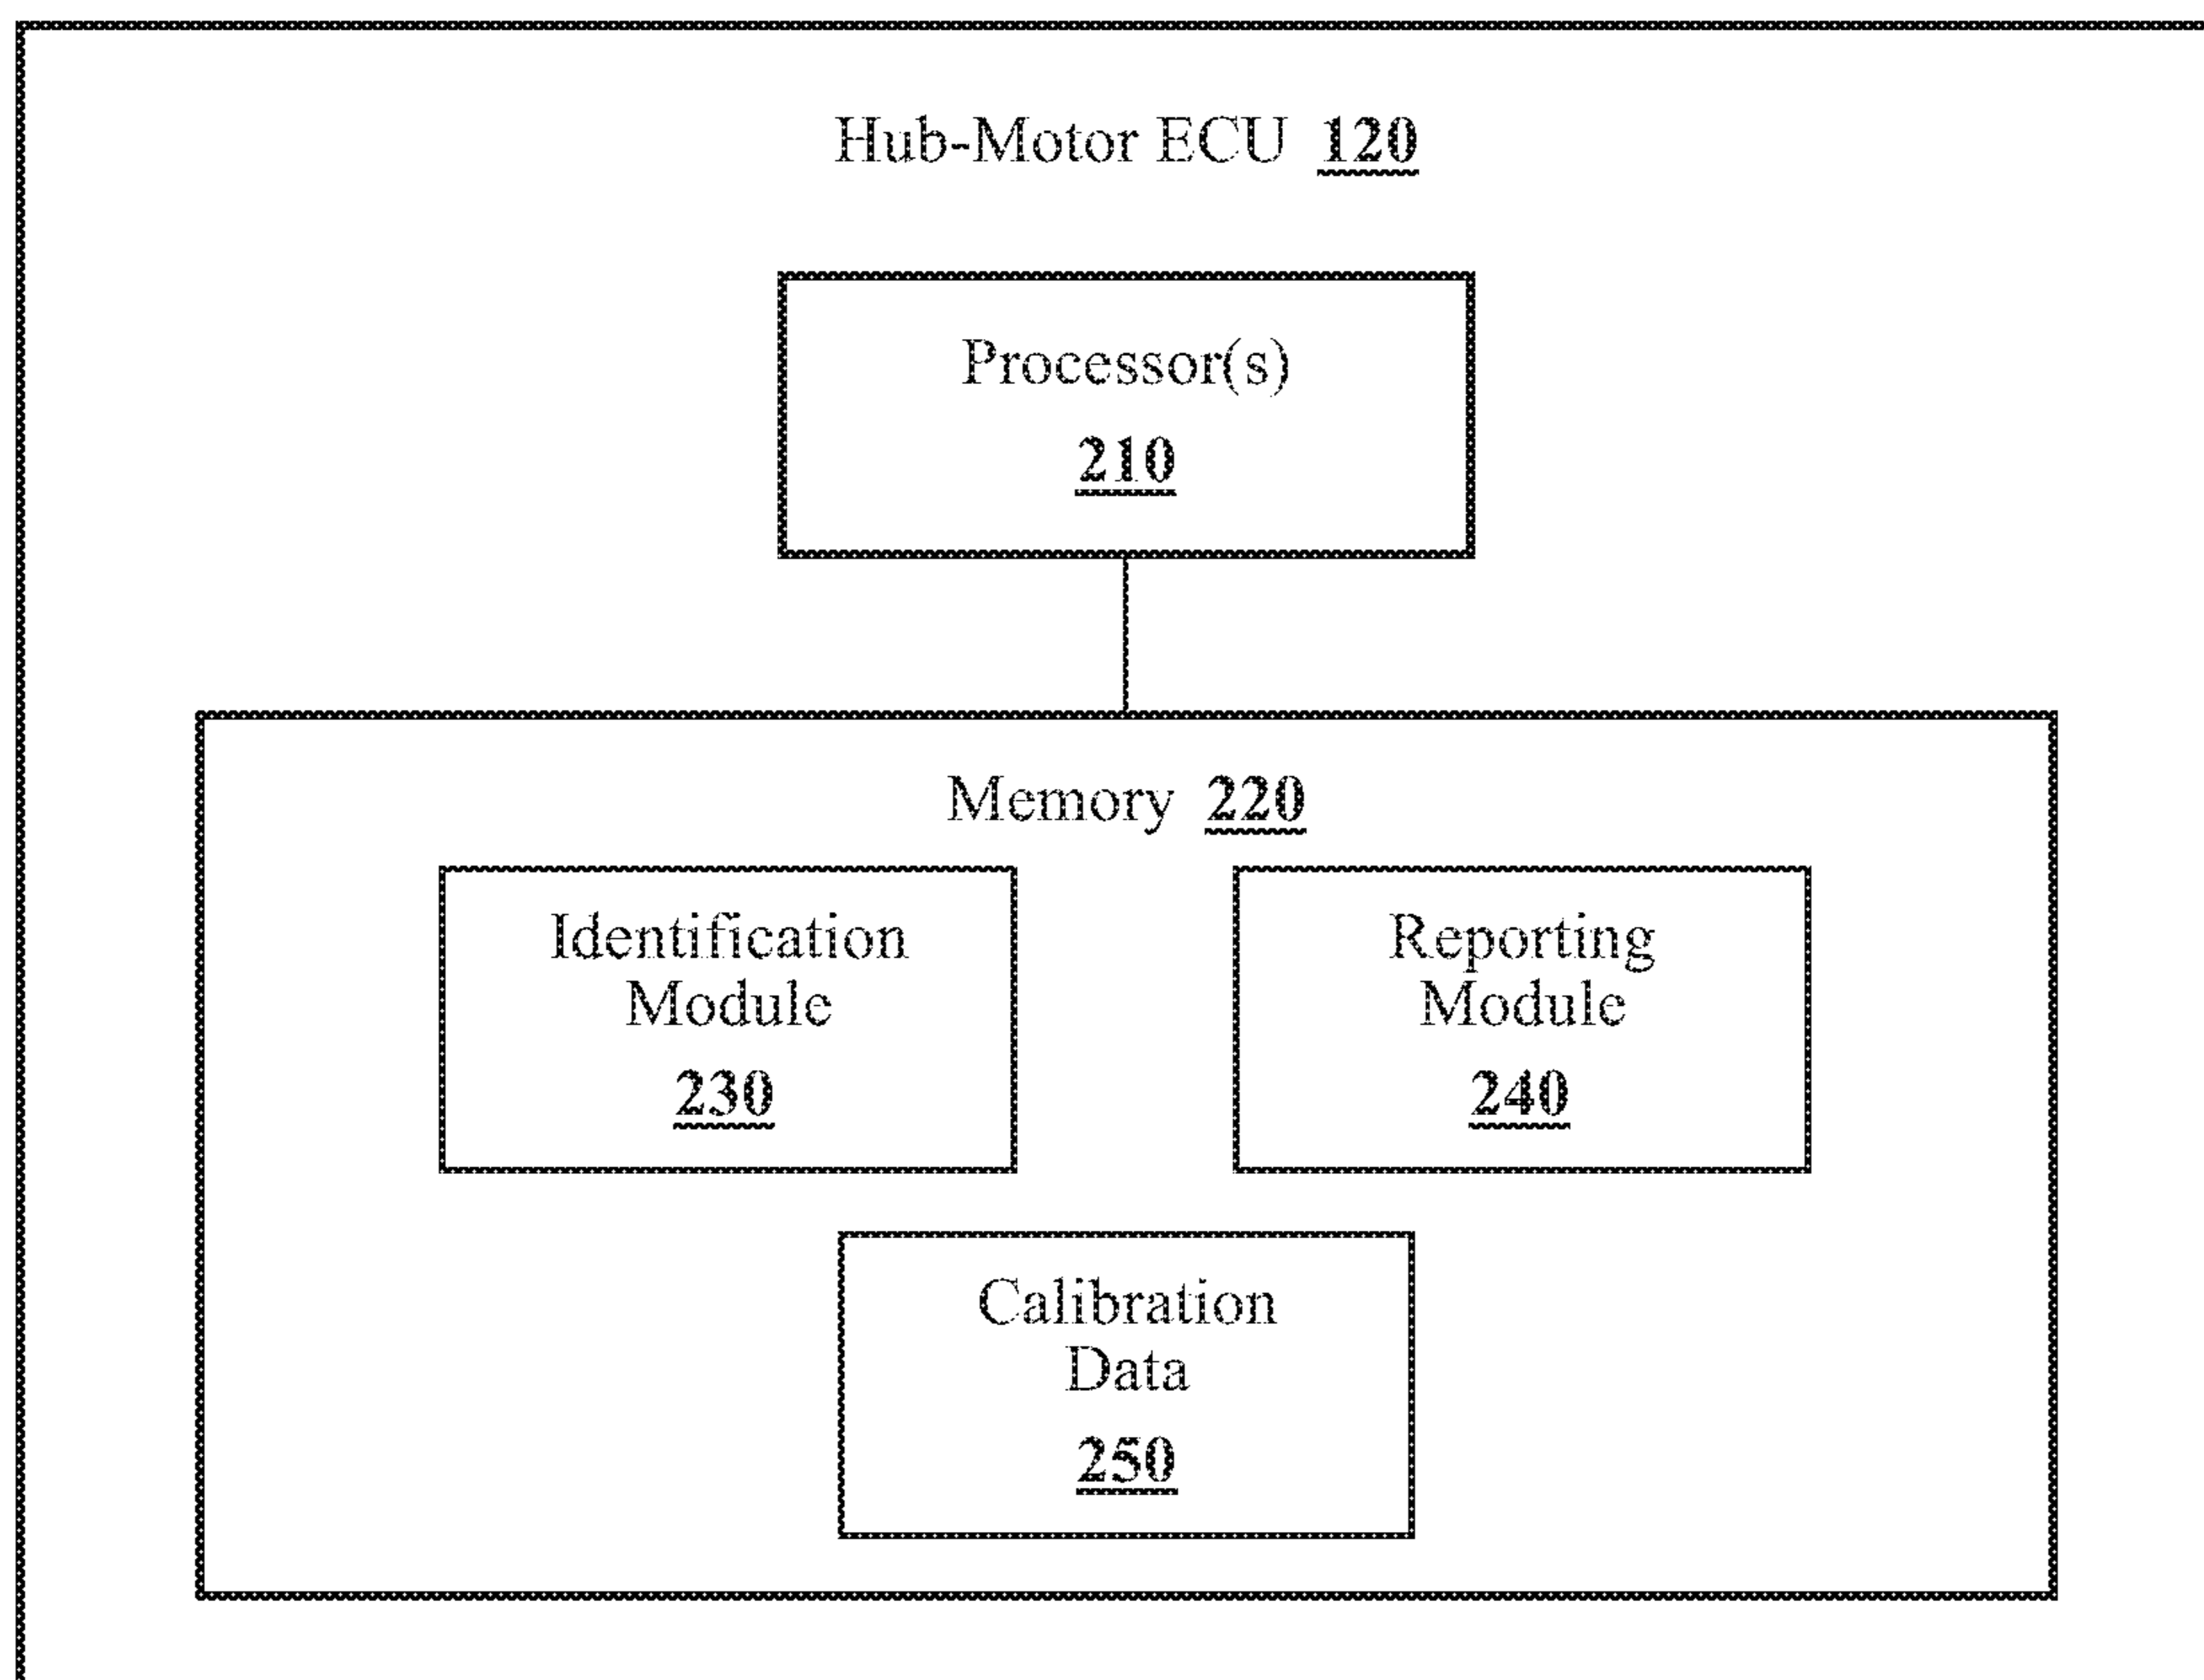 Hub-Motor ECU 120
Processor(s)
210
Memory 220
Identification
Module
230
Reporting
Module
240
Calibration
Data
250